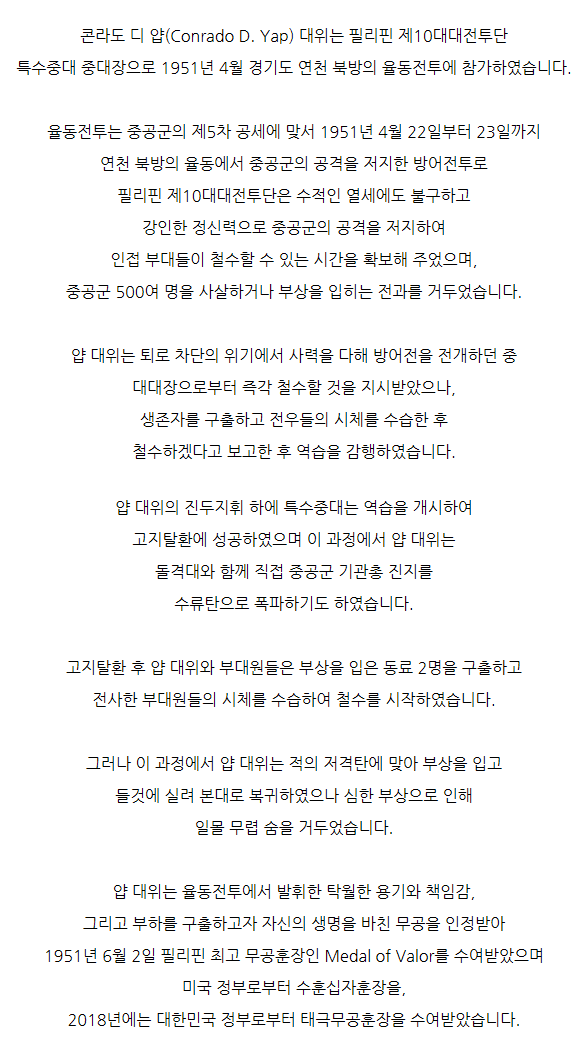 콘라도 디 얍(Conrado D. Yap) 대위는 필리핀 제10대대전투단
특수중대 중대장으로 1951년 4월 경기도 연천 북방의 율동전투에 참가하였습니다.
율동전투는 중공군의 제5차 공세에 맞서 1951년 4월 22일부터 23일까지
연천 북방의 율동에서 중공군의 공격을 저지한 방어전투로
필리핀 제10대대전투단은 수적인 열세에도 불구하고
강인한 정신력으로 중공군의 공격을 저지하여
인접 부대들이 철수할 수 있는 시간을 확보해 주었으며,
중공군 500여 명을 사살하거나 부상을 입히는 전과를 거두었습니다.
얍 대위는 퇴로 차단의 위기에서 사력을 다해 방어전을 전개하던 중
대대장으로부터 즉각 철수할 것을 지시받았으나,
생존자를 구출하고 전우들의 시체를 수습한 후
철수하겠다고 보고한 후 역습을 감행하였습니다.
얍 대위의 진두지휘 하에 특수중대는 역습을 개시하여
고지탈환에 성공하였으며 이 과정에서 얍 대위는
돌격대와 함께 직접 중공군 기관총 진지를
수류탄으로 폭파하기도 하였습니다.
고지탈환 후 얍 대위와 부대원들은 부상을 입은 동료 2명을 구출하고
전사한 부대원들의 시체를 수습하여 철수를 시작하였습니다.
그러나 이 과정에서 얍 대위는 적의 저격탄에 맞아 부상을 입고
들것에 실려 본대로 복귀하였으나 심한 부상으로 인해
일몰 무렵 숨을 거두었습니다.
얍 대위는 율동전투에서 발휘한 탁월한 용기와 책임감,
그리고 부하를 구출하고자 자신의 생명을 바친 무공을 인정받아
1951년 6월 2일 필리핀 최고 무공훈장인 Medal of Valor를 수여받았으며
미국 정부로부터 수훈십자훈장을,
2018년에는 대한민국 정부로부터 태극무공훈장을 수여받았습니다.